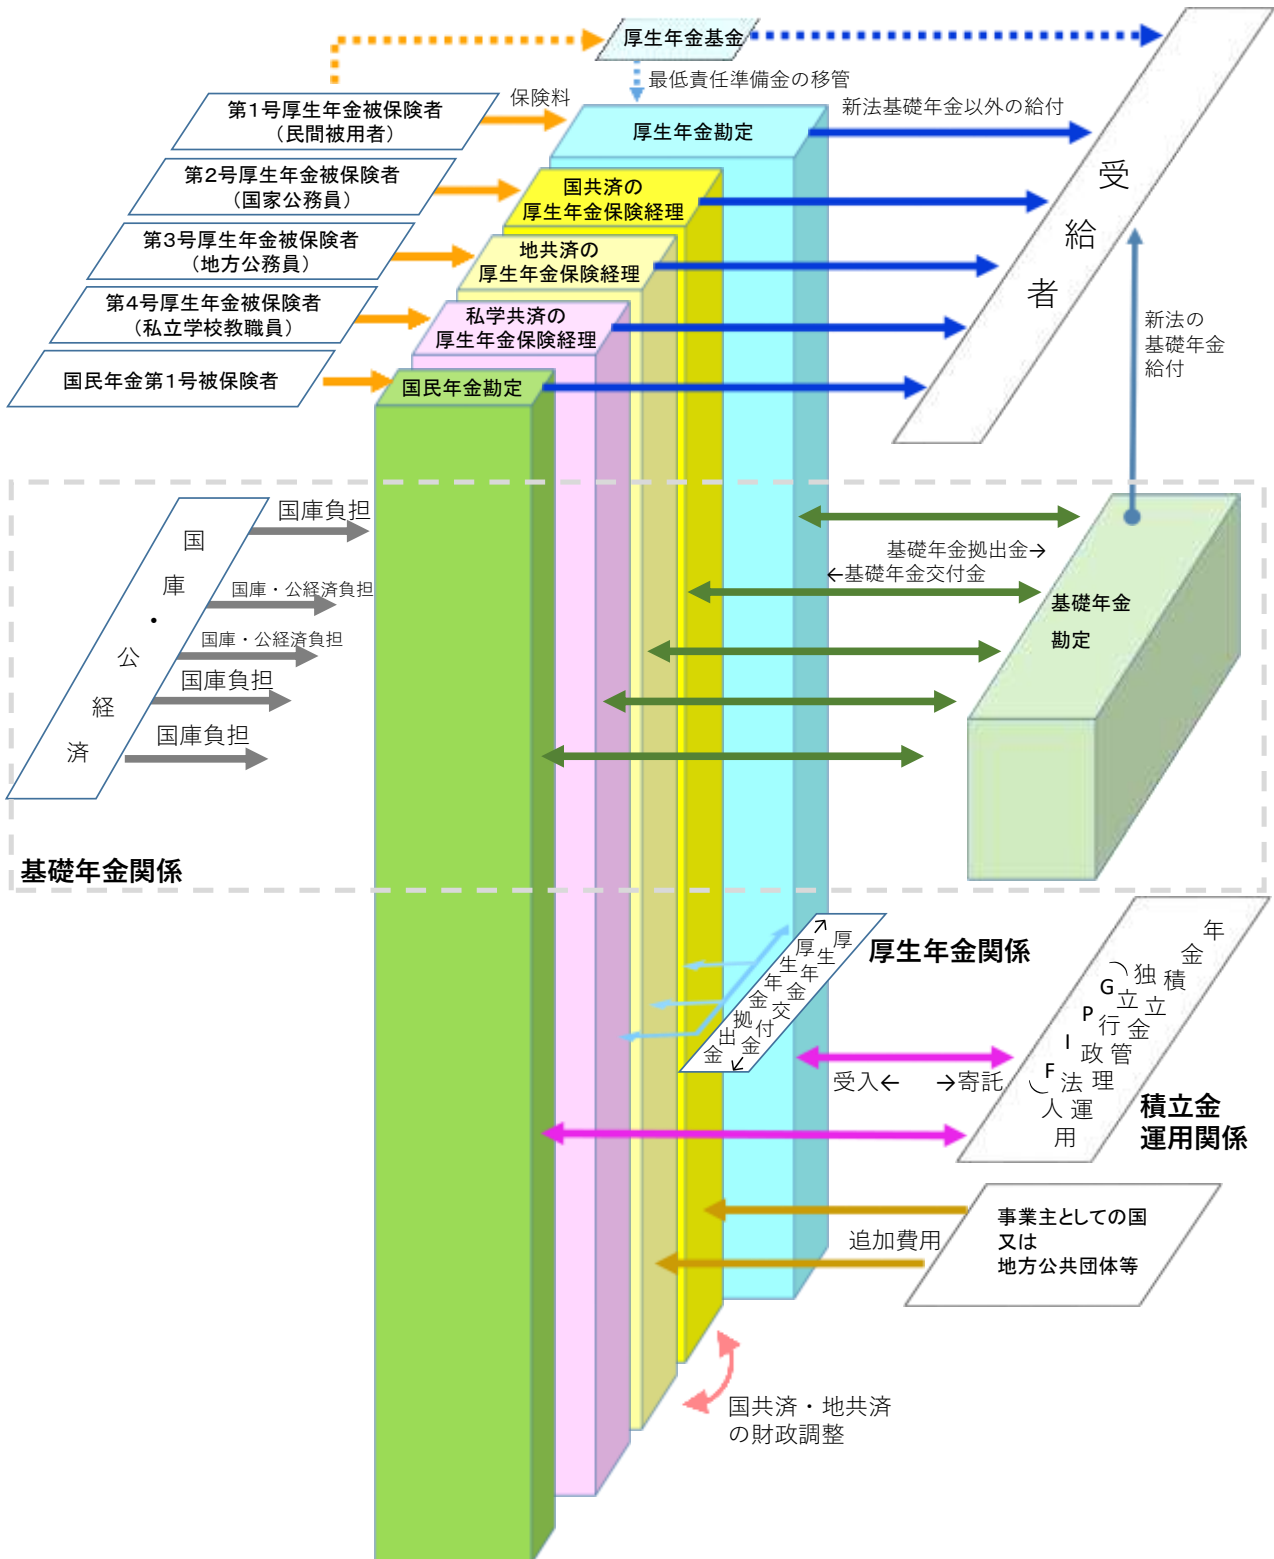 厚生年金基金
最低責任準備金の移管
保険料
新法基礎年金以外の給付
第1号厚生年金被保険者
（民間被用者）
厚生年金勘定
第2号厚生年金被保険者
（国家公務員）
国共済の
厚生年金保険経理
第3号厚生年金被保険者
（地方公務員）
地共済の
厚生年金保険経理
第4号厚生年金被保険者
（私立学校教職員）
私学共済の
厚生年金保険経理
国民年金第1号被保険者
国民年金勘定
受給者
新法の
基礎年金
給付
国庫・公経済
国庫負担
国庫・公経済負担
国庫・公経済負担
国庫負担
国庫負担
基礎年金拠出金→
←基礎年金交付金
基礎年金
勘定
基礎年金関係
厚生年金拠出金
厚生年金交付金
厚生年金関係
年金積立金管理運用
独立行政法人
（GPIF）
受入←
→寄託
積立金
運用関係
追加費用
事業主としての国
又は
地方公共団体等
国共済・地共済
の財政調整